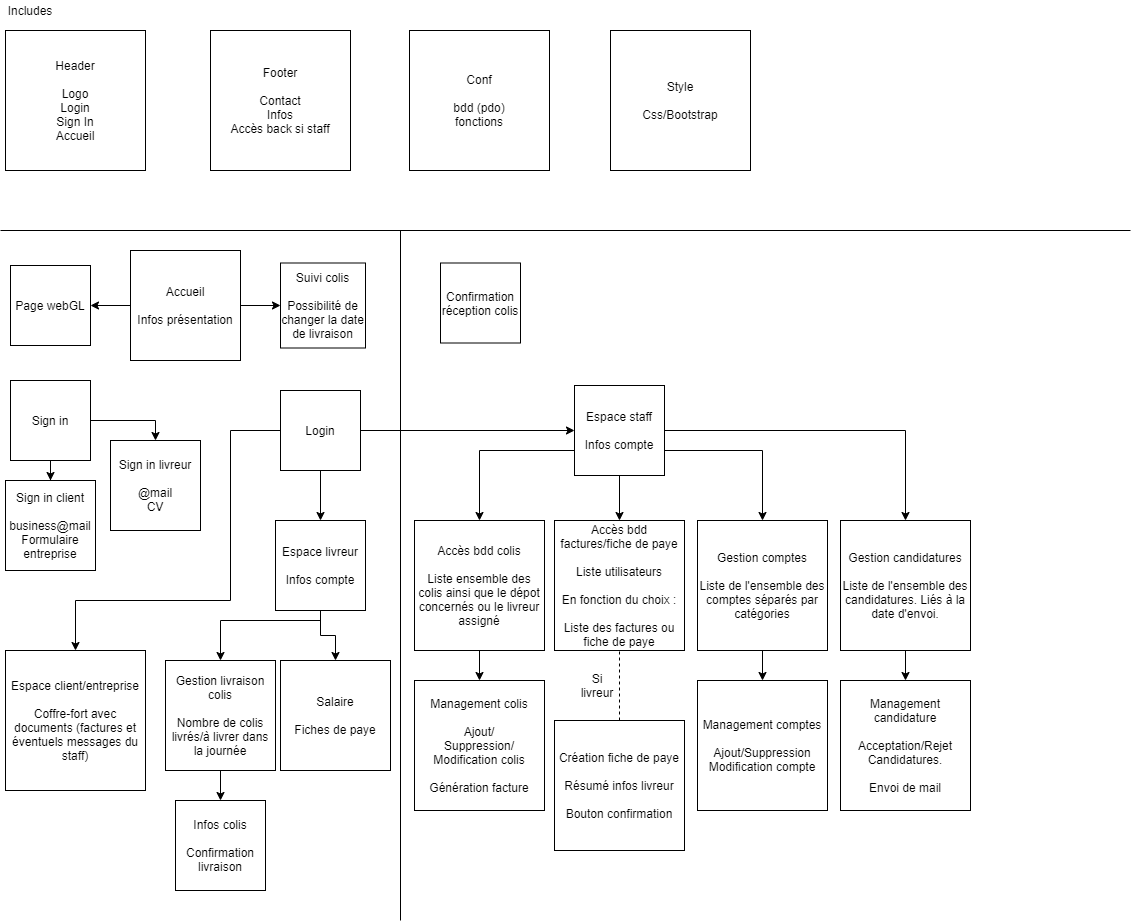 Includes
Header
Logo
Login
Sign In
Accueil
Footer
Contact
Infos
Accès back si staff
Conf
bdd (pdo)
fonctions
Style
Css/Bootstrap
Page webGL
Accueil
Infos présentation
Suivi colis
Possibilité de
changer la date
de livraison
Confirmation
réception colis
Sign in
Sign in livreur
@mail
CV
Sign in client
business@mail
Formulaire
entreprise
Login
Espace livreur
Infos compte
Espace client/entreprise
Coffre-fort avec
documents (factures et
éventuels messages du
staff)
Gestion livraison
colis
Nombre de colis
livrés/à livrer dans
la journée
Salaire
Fiches de paye
Infos colis
Confirmation
livraison
Espace staff
Infos compte
Accès bdd colis
Liste ensemble des
colis ainsi que le dépot
concernés ou le livreur
assigné
Accès bdd
factures/fiche de paye
Liste utilisateurs
En fonction du choix :
Liste des factures ou
fiche de paye
Gestion comptes
Liste de l'ensemble des
comptes séparés par
catégories
Gestion candidatures
Liste de l'ensemble des
candidatures. Liés à la
date d'envoi.
Management colis
Ajout/
Suppression/
Modification colis
Génération facture
Si
livreur
Création fiche de paye
Résumé infos livreur
Bouton confirmation
Management comptes
Ajout/Suppression
Modification compte
Management
candidature
Acceptation/Rejet
Candidatures.
Envoi de mail